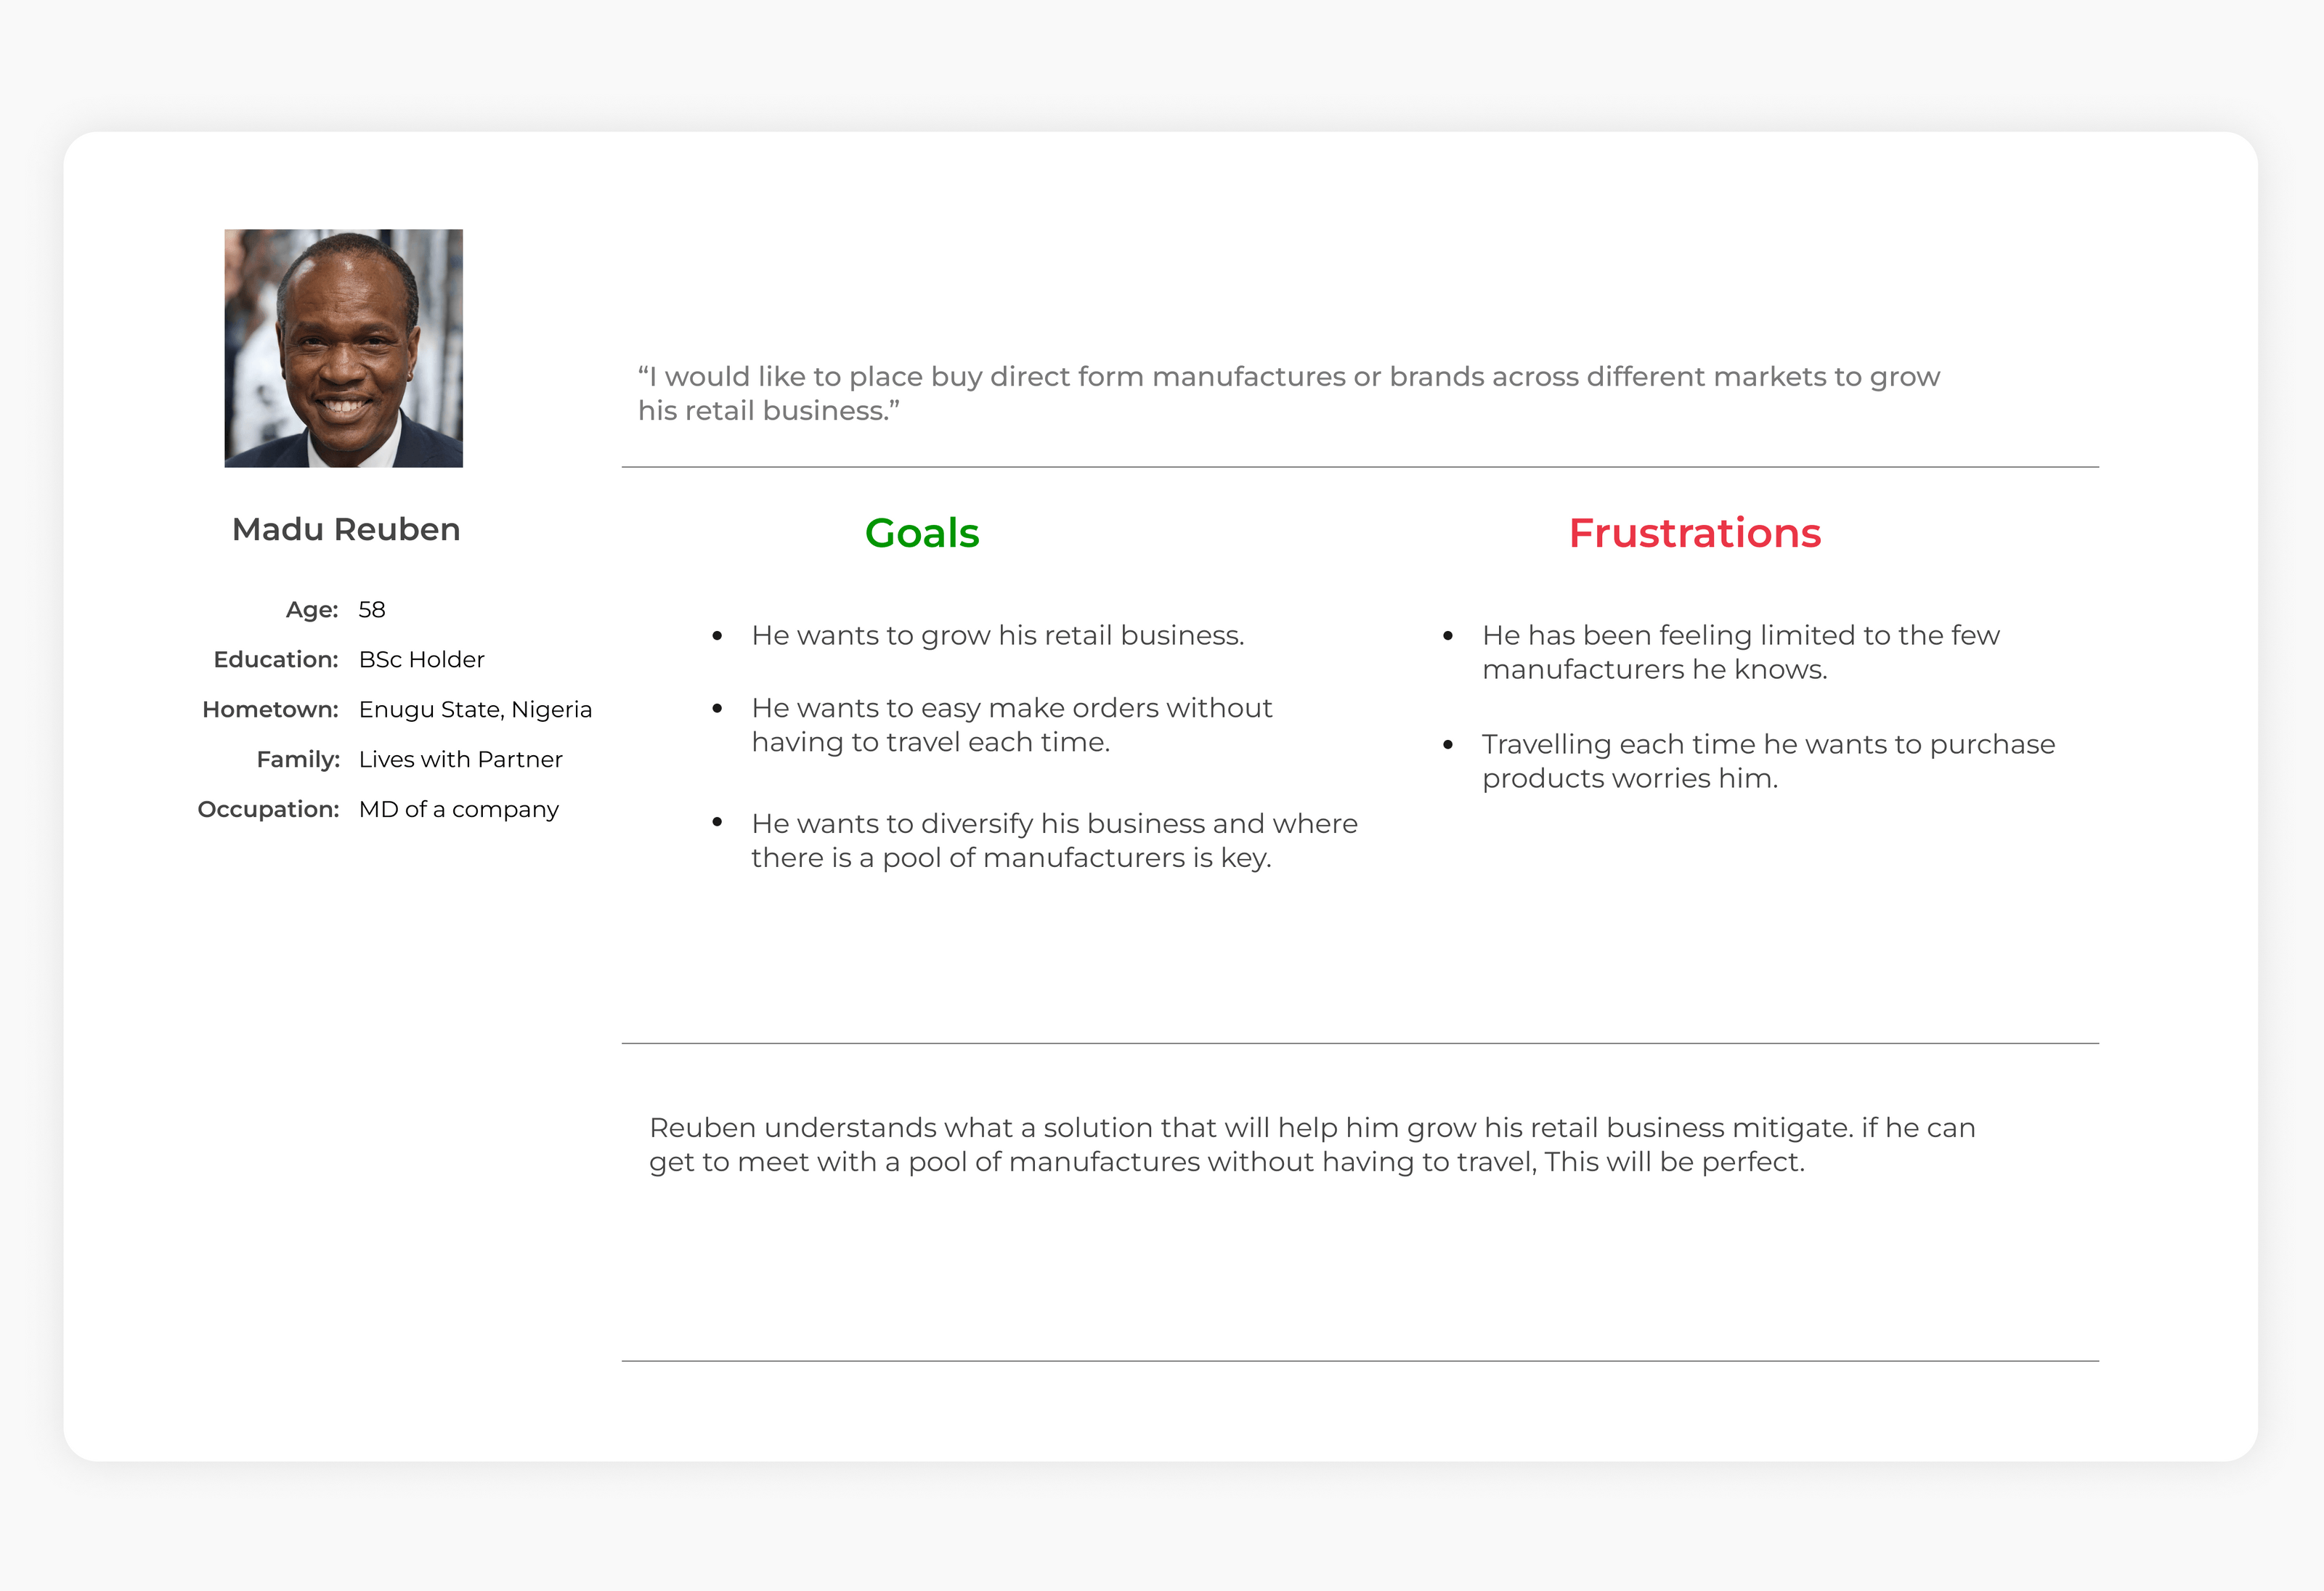 “I would like to place buy direct form manufactures or brands across different markets to grow
his retail business.”
Madu Reuben
Age: 58
Education: BSc Holder
Hometown: Enugu State, Nigeria
Family: Lives with Partner
Occupation: MD of a company
Goals
He wants to grow his retail business.
He wants to easy make orders without
having to travel each time.
He wants to diversify his business and where
there is a pool of manufacturers is key.
Frustrations
He has been feeling limited to the few
manufacturers he knows.
Travelling each time he wants to purchase
products worries him.
Reuben understands what a solution that will help him grow his retail business mitigate. if he can
get to meet with a pool of manufactures without having to travel, This will be perfect.